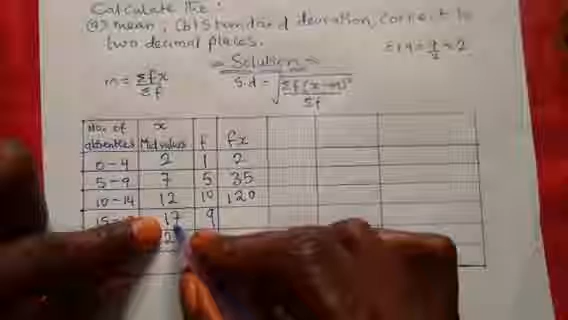 Calculate the:
(a) mean, (b) Standard deviation, correct to
two decimal places.
Solution
m = Σfx / Σf
S.d = √Σf(x-m)² / Σf
No. of absentees x Mid values f fx
0-4 2 1 2
5-9 7 5 35
10-14 12 10 120
17 9
2